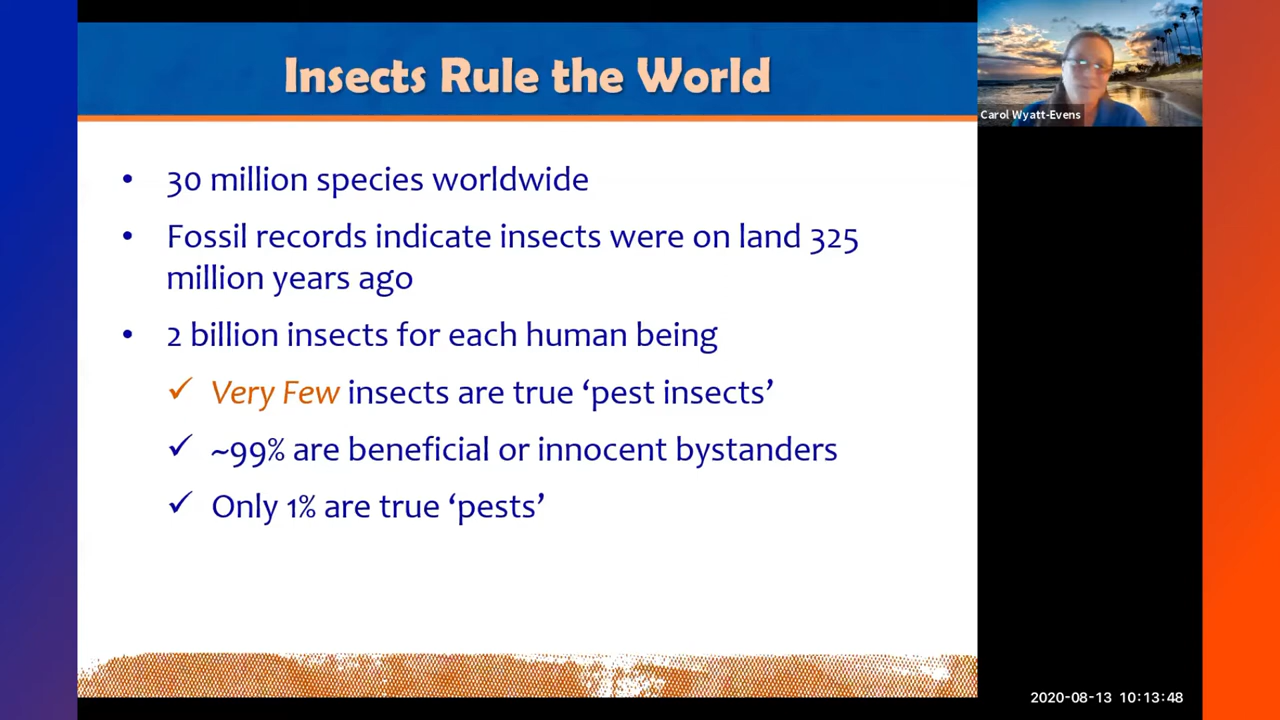 Insects Rule the World
Carol Wyatt-Evens
• 30 million species worldwide
• Fossil records indicate insects were on land 325
million years ago
• 2 billion insects for each human being
✓ Very Few insects are true ‘pest insects’
✓ ~99% are beneficial or innocent bystanders
✓ Only 1% are true ‘pests’
2020-08-13 10:13:48